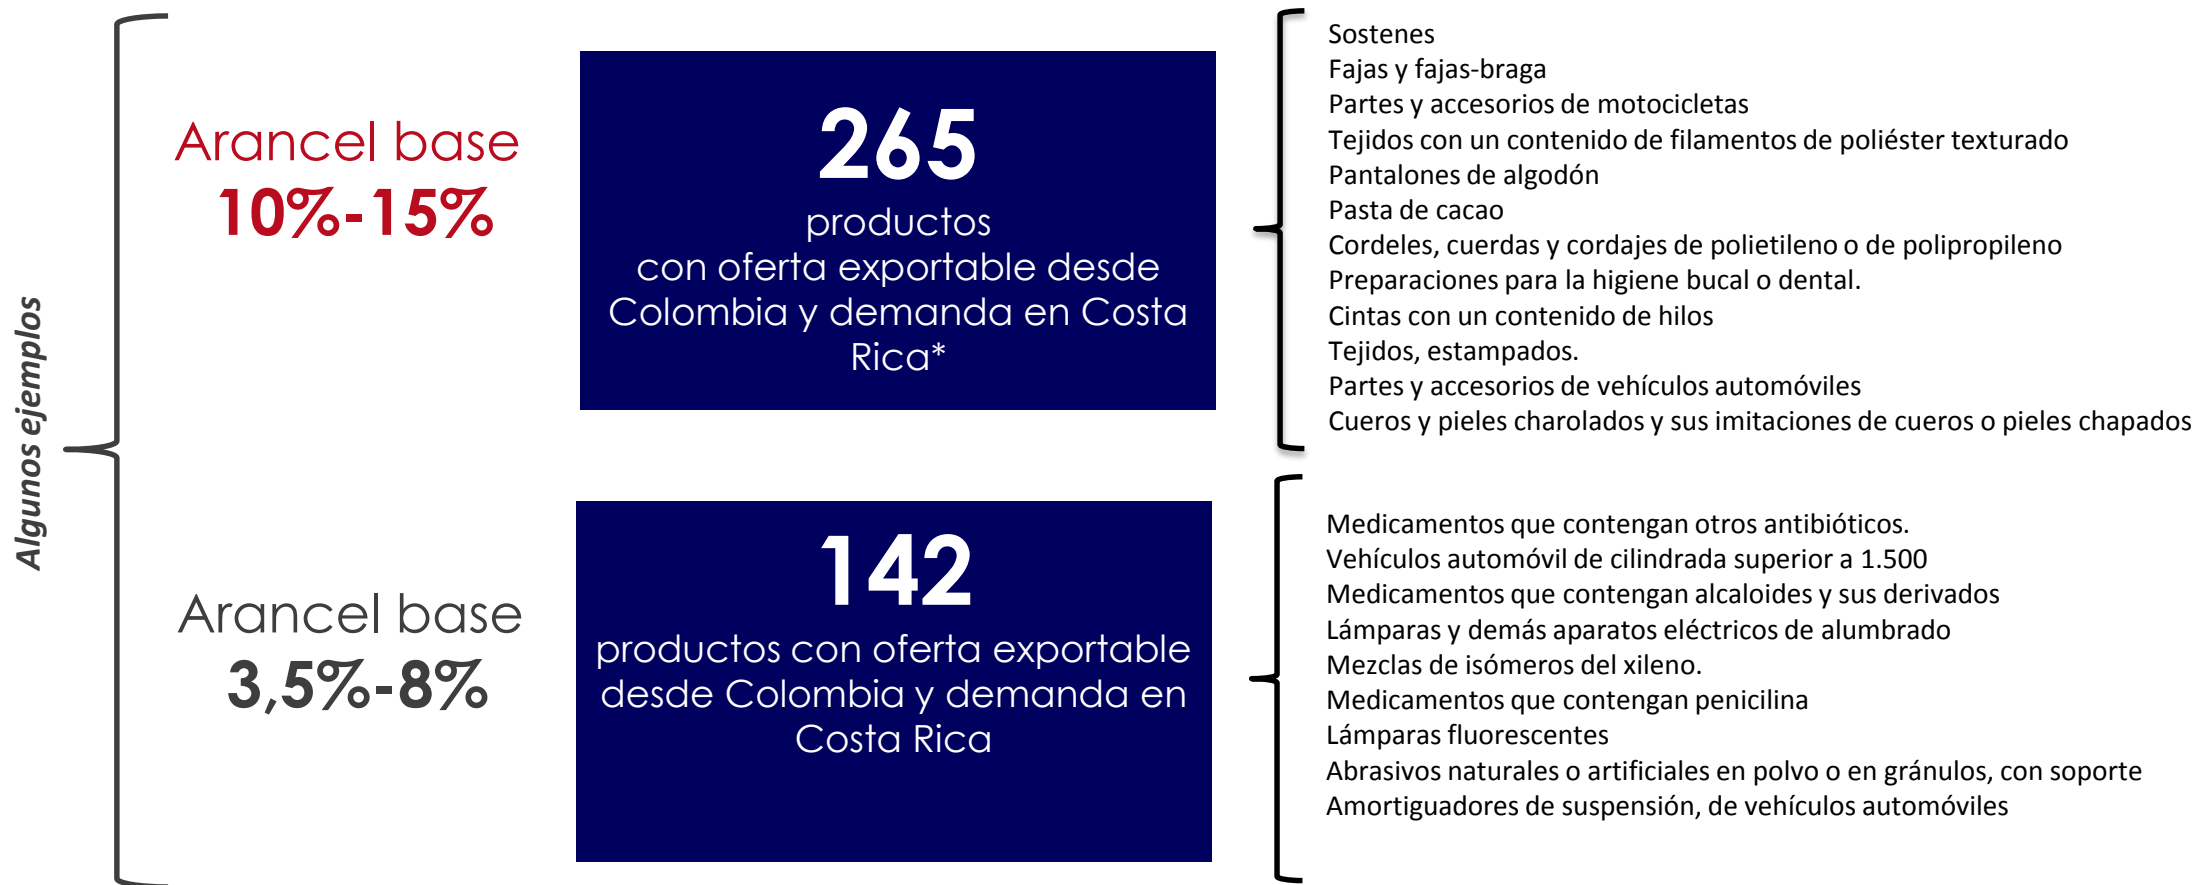 Algunos ejemplos
Arancel base
10%-15%
265
productos
con oferta exportable desde
Colombia y demanda en Costa
Rica*
Sostenes
Fajas y fajas-braga
Partes y accesorios de motocicletas
Tejidos con un contenido de filamentos de poliéster texturado
Pantalones de algodón
Pasta de cacao
Cordeles, cuerdas y cordajes de polietileno o de polipropileno
Preparaciones para la higiene bucal o dental.
Cintas con un contenido de hilos
Tejidos, estampados.
Partes y accesorios de vehículos automóviles
Cueros y pieles charolados y sus imitaciones de cueros o pieles chapados
Arancel base
3,5%-8%
142
productos con oferta exportable
desde Colombia y demanda en
Costa Rica
Medicamentos que contengan otros antibióticos.
Vehículos automóvil de cilindrada superior a 1.500
Medicamentos que contengan alcaloides y sus derivados
Lámparas y demás aparatos eléctricos de alumbrado
Mezclas de isómeros del xileno.
Medicamentos que contengan penicilina
Lámparas fluorescentes
Abrasivos naturales o artificiales en polvo o en gránulos, con soporte
Amortiguadores de suspensión, de vehículos automóviles